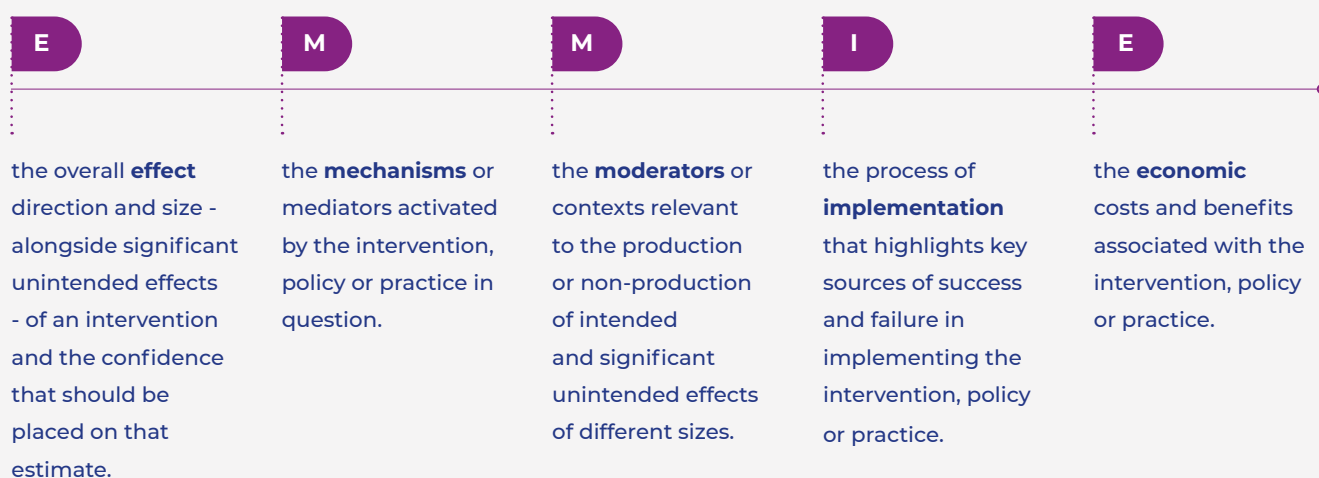 E
the overall effect
direction and size -
alongside significant
unintended effects
- of an intervention
and the confidence
that should be
placed on that
estimate.
M
the mechanisms or
mediators activated
by the intervention,
policy or practice in
question.
M
the moderators or
contexts relevant
to the production
or non-production
of intended
and significant
unintended effects
of different sizes.
I
the process of
implementation
that highlights key
sources of success
and failure in
implementing the
intervention, policy
or practice.
E
the economic
costs and benefits
associated with the
intervention, policy
or practice.